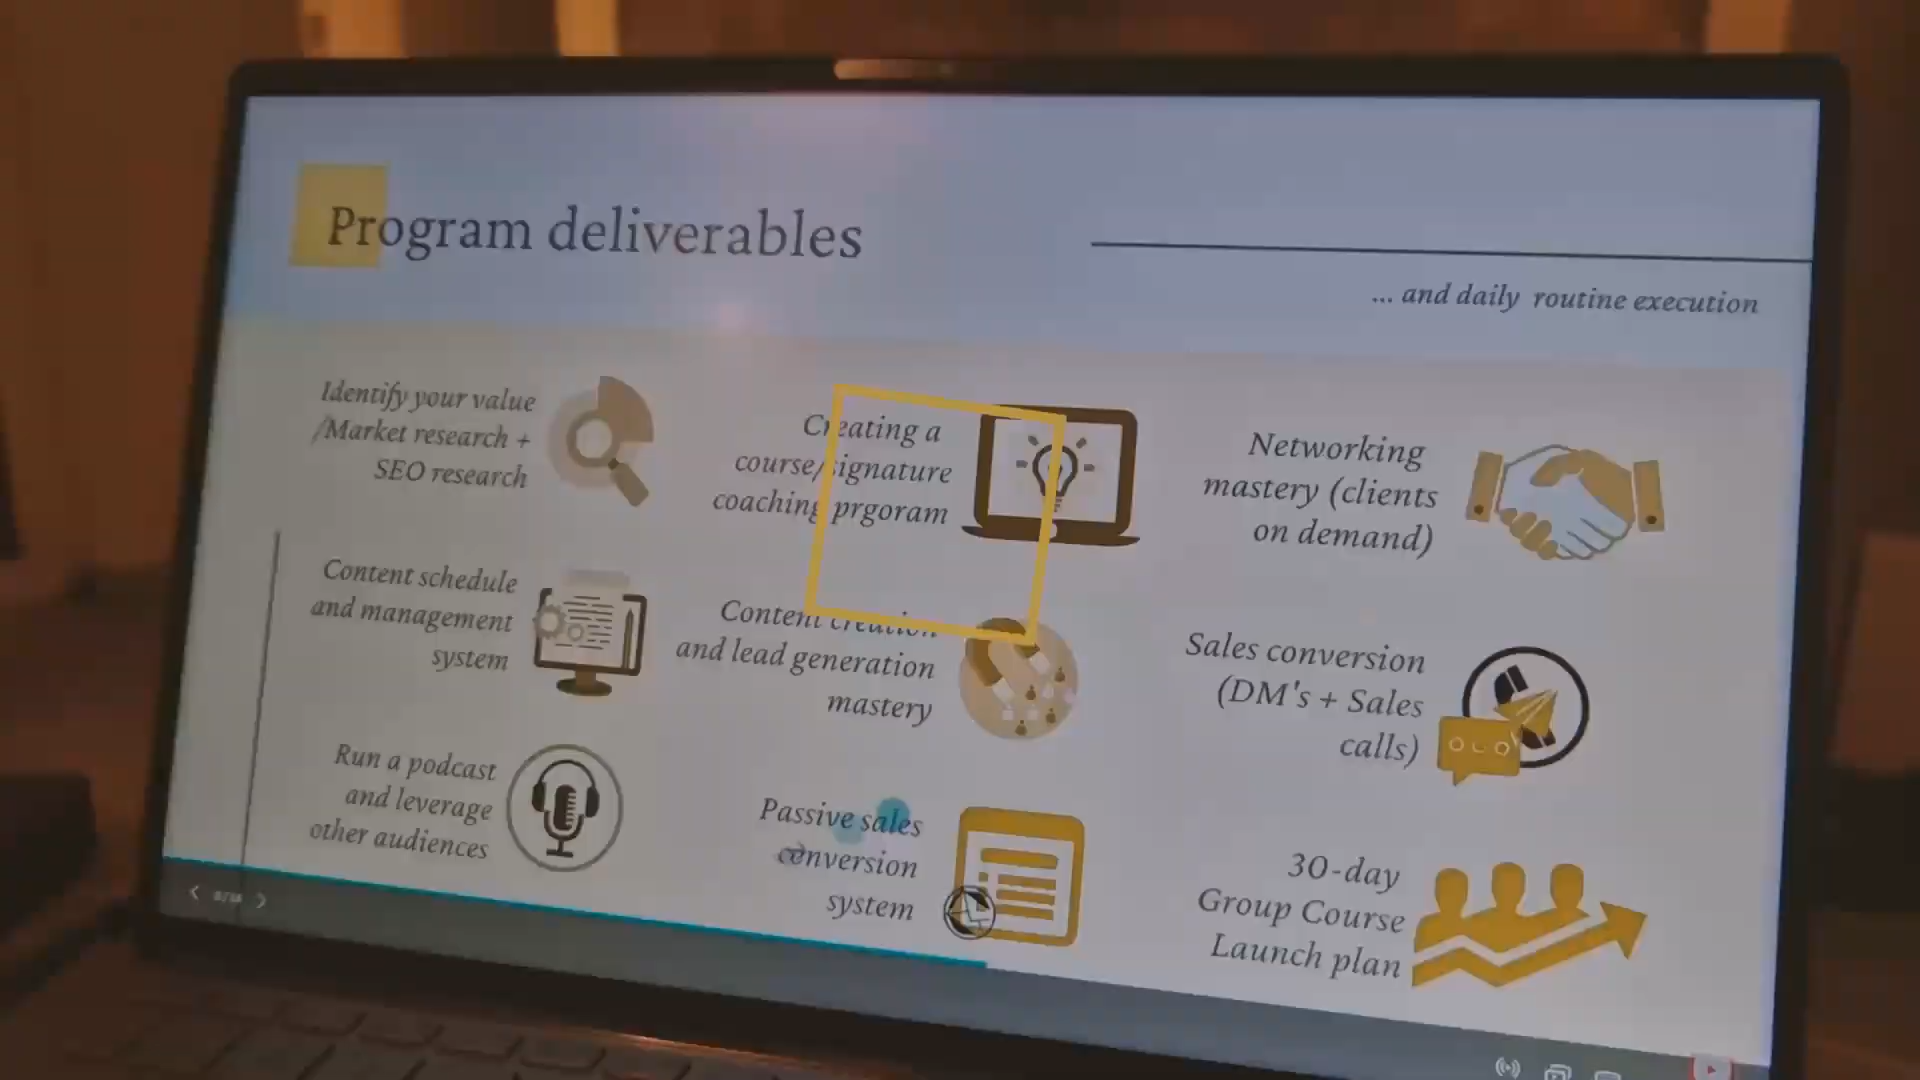 Program deliverables
... and daily routine execution
Identify your value
/Market research +
SEO research
Creating a
course/signature
coaching prgoram
Networking
mastery (clients
on demand)
Content schedule
and management
system
Content creation
and lead generation
mastery
Sales conversion
(DM's + Sales
calls)
Run a podcast
and leverage
other audiences
Passive sales
conversion
system
30-day
Group Course
Launch plan